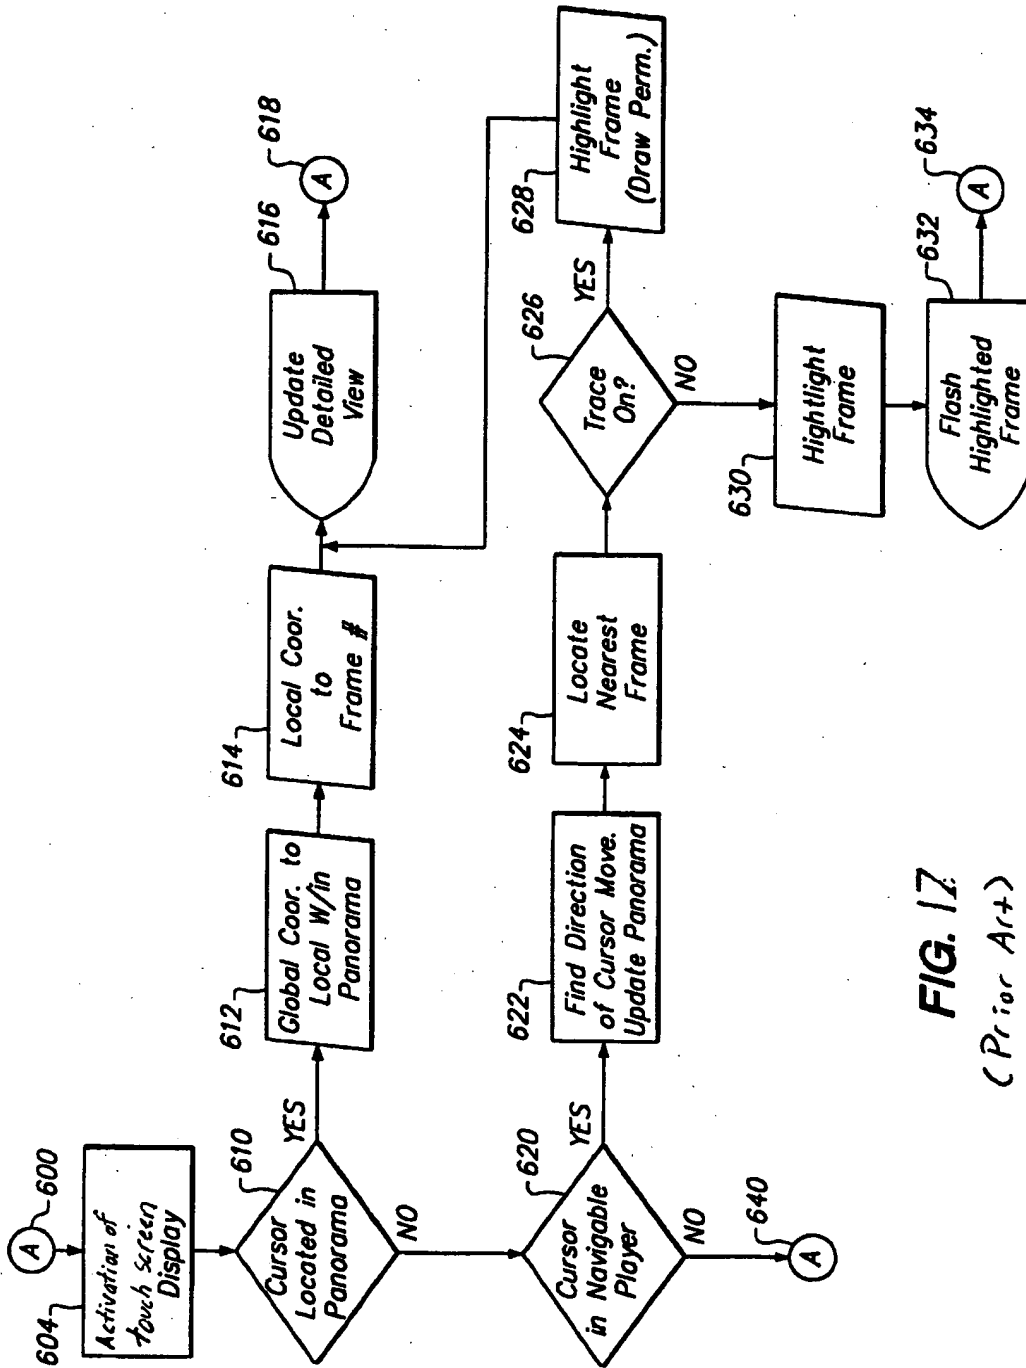 A
600
604
Activation of
touch screen
Display
610
Cursor
Located in
Panorama
YES
NO
612
Global Coor. to
Local W/in
Panorama
614
Local Coor.
to
Frame #
616
Update
Detailed
View
618
A
620
Cursor
in Navigable
Player
YES
NO
640
A
622
Find Direction
of Cursor Move.
Update Panorama
624
Locate
Nearest
Frame
626
Trace
On?
YES
NO
628
Highlight
Frame
(Draw Perm.)
630
Hightlight
Frame
632
Flash
Highlighted
Frame
634
A
FIG. 17.
(Prior Art)